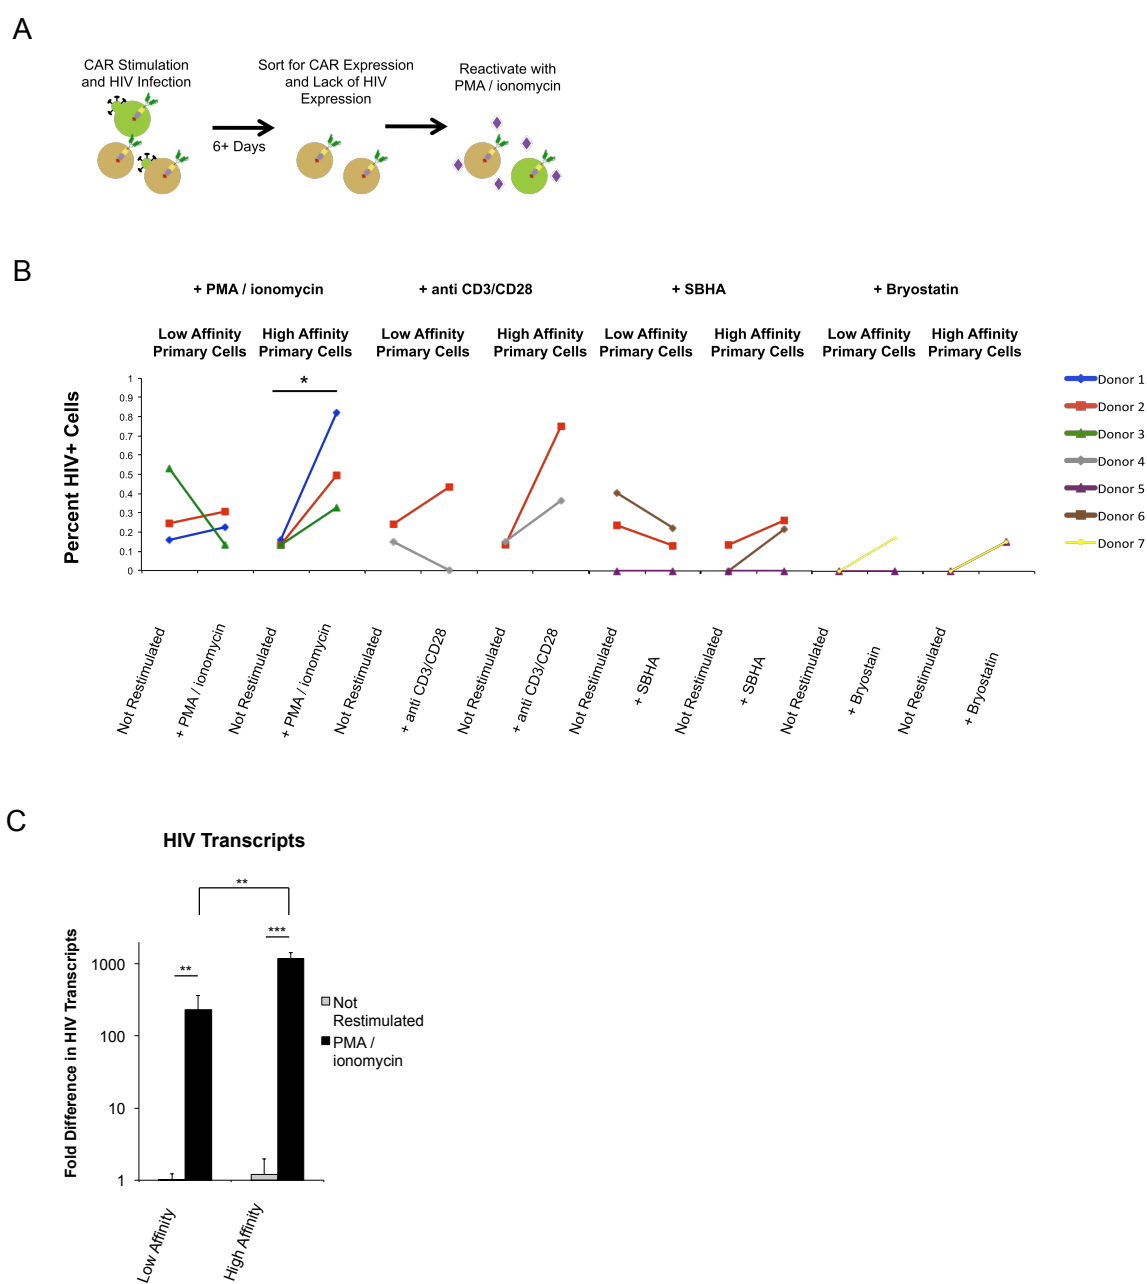 A
CAR Stimulation
and HIV Infection
6+ Days
Sort for CAR Expression
and Lack of HIV
Expression
Reactivate with
PMA / ionomycin
B
+ PMA / ionomycin
+ anti CD3/CD28
+ SBHA
+ Bryostatin
Low Affinity
Primary Cells
High Affinity
Primary Cells
Low Affinity
Primary Cells
High Affinity
Primary Cells
Low Affinity
Primary Cells
High Affinity
Primary Cells
Low Affinity
Primary Cells
High Affinity
Primary Cells
Percent HIV+ Cells
1
0.9
0.8
0.7
0.6
0.5
0.4
0.3
0.2
0.1
0
*
Donor 1
Donor 2
Donor 3
Donor 4
Donor 5
Donor 6
Donor 7
Not Restimulated
+ PMA / ionomycin
Not Restimulated
+ PMA / ionomycin
Not Restimulated
+ anti CD3/CD28
Not Restimulated
+ anti CD3/CD28
Not Restimulated
+ SBHA
Not Restimulated
+ SBHA
Not Restimulated
+ Bryostain
Not Restimulated
+ Bryostatin
C
HIV Transcripts
Fold Difference in HIV Transcripts
1000
100
10
1
**
**
***
Not
Restimulated
PMA /
ionomycin
Low Affinity
High Affinity